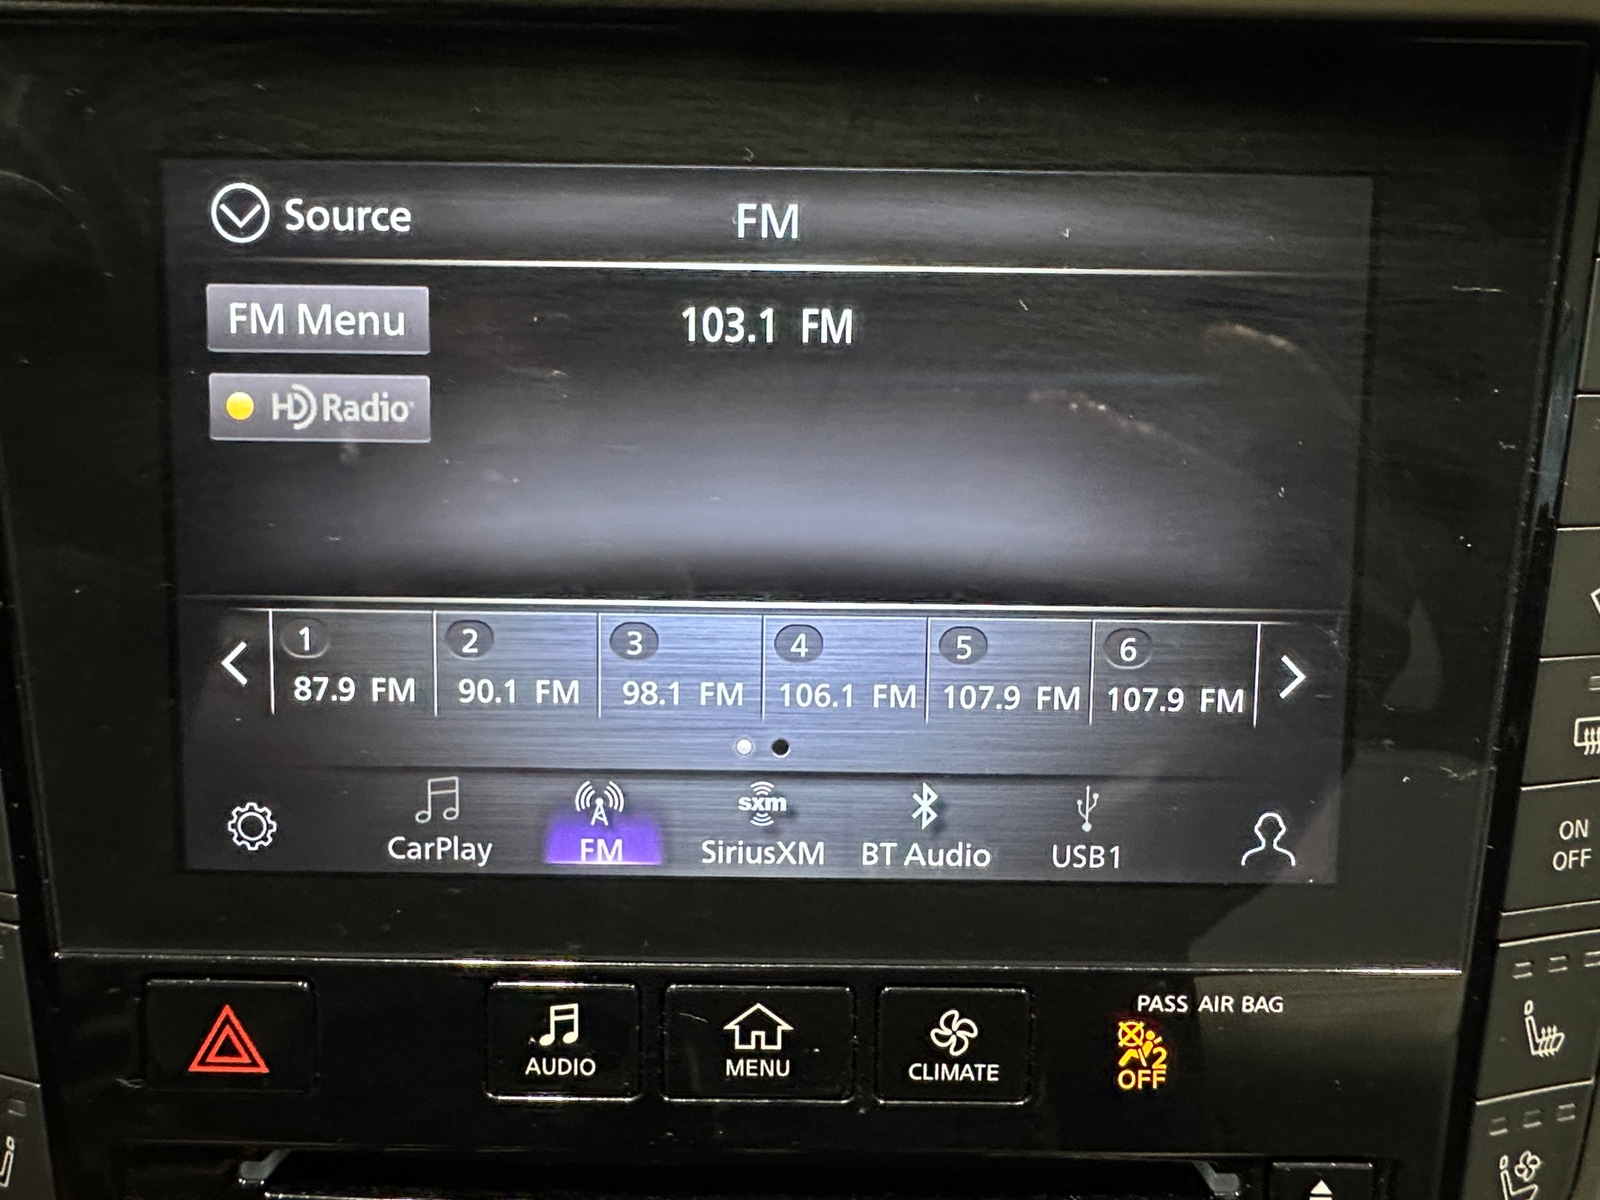 Source
FM
FM Menu
103.1 FM
HD Radio
1 2 3 4 5 6
87.9 FM 90.1 FM 98.1 FM 106.1 FM 107.9 FM 107.9 FM
sxm
CarPlay FM SiriusXM BT Audio USB1
ON
OFF
PASS AIR BAG
AUDIO MENU CLIMATE
2
OFF